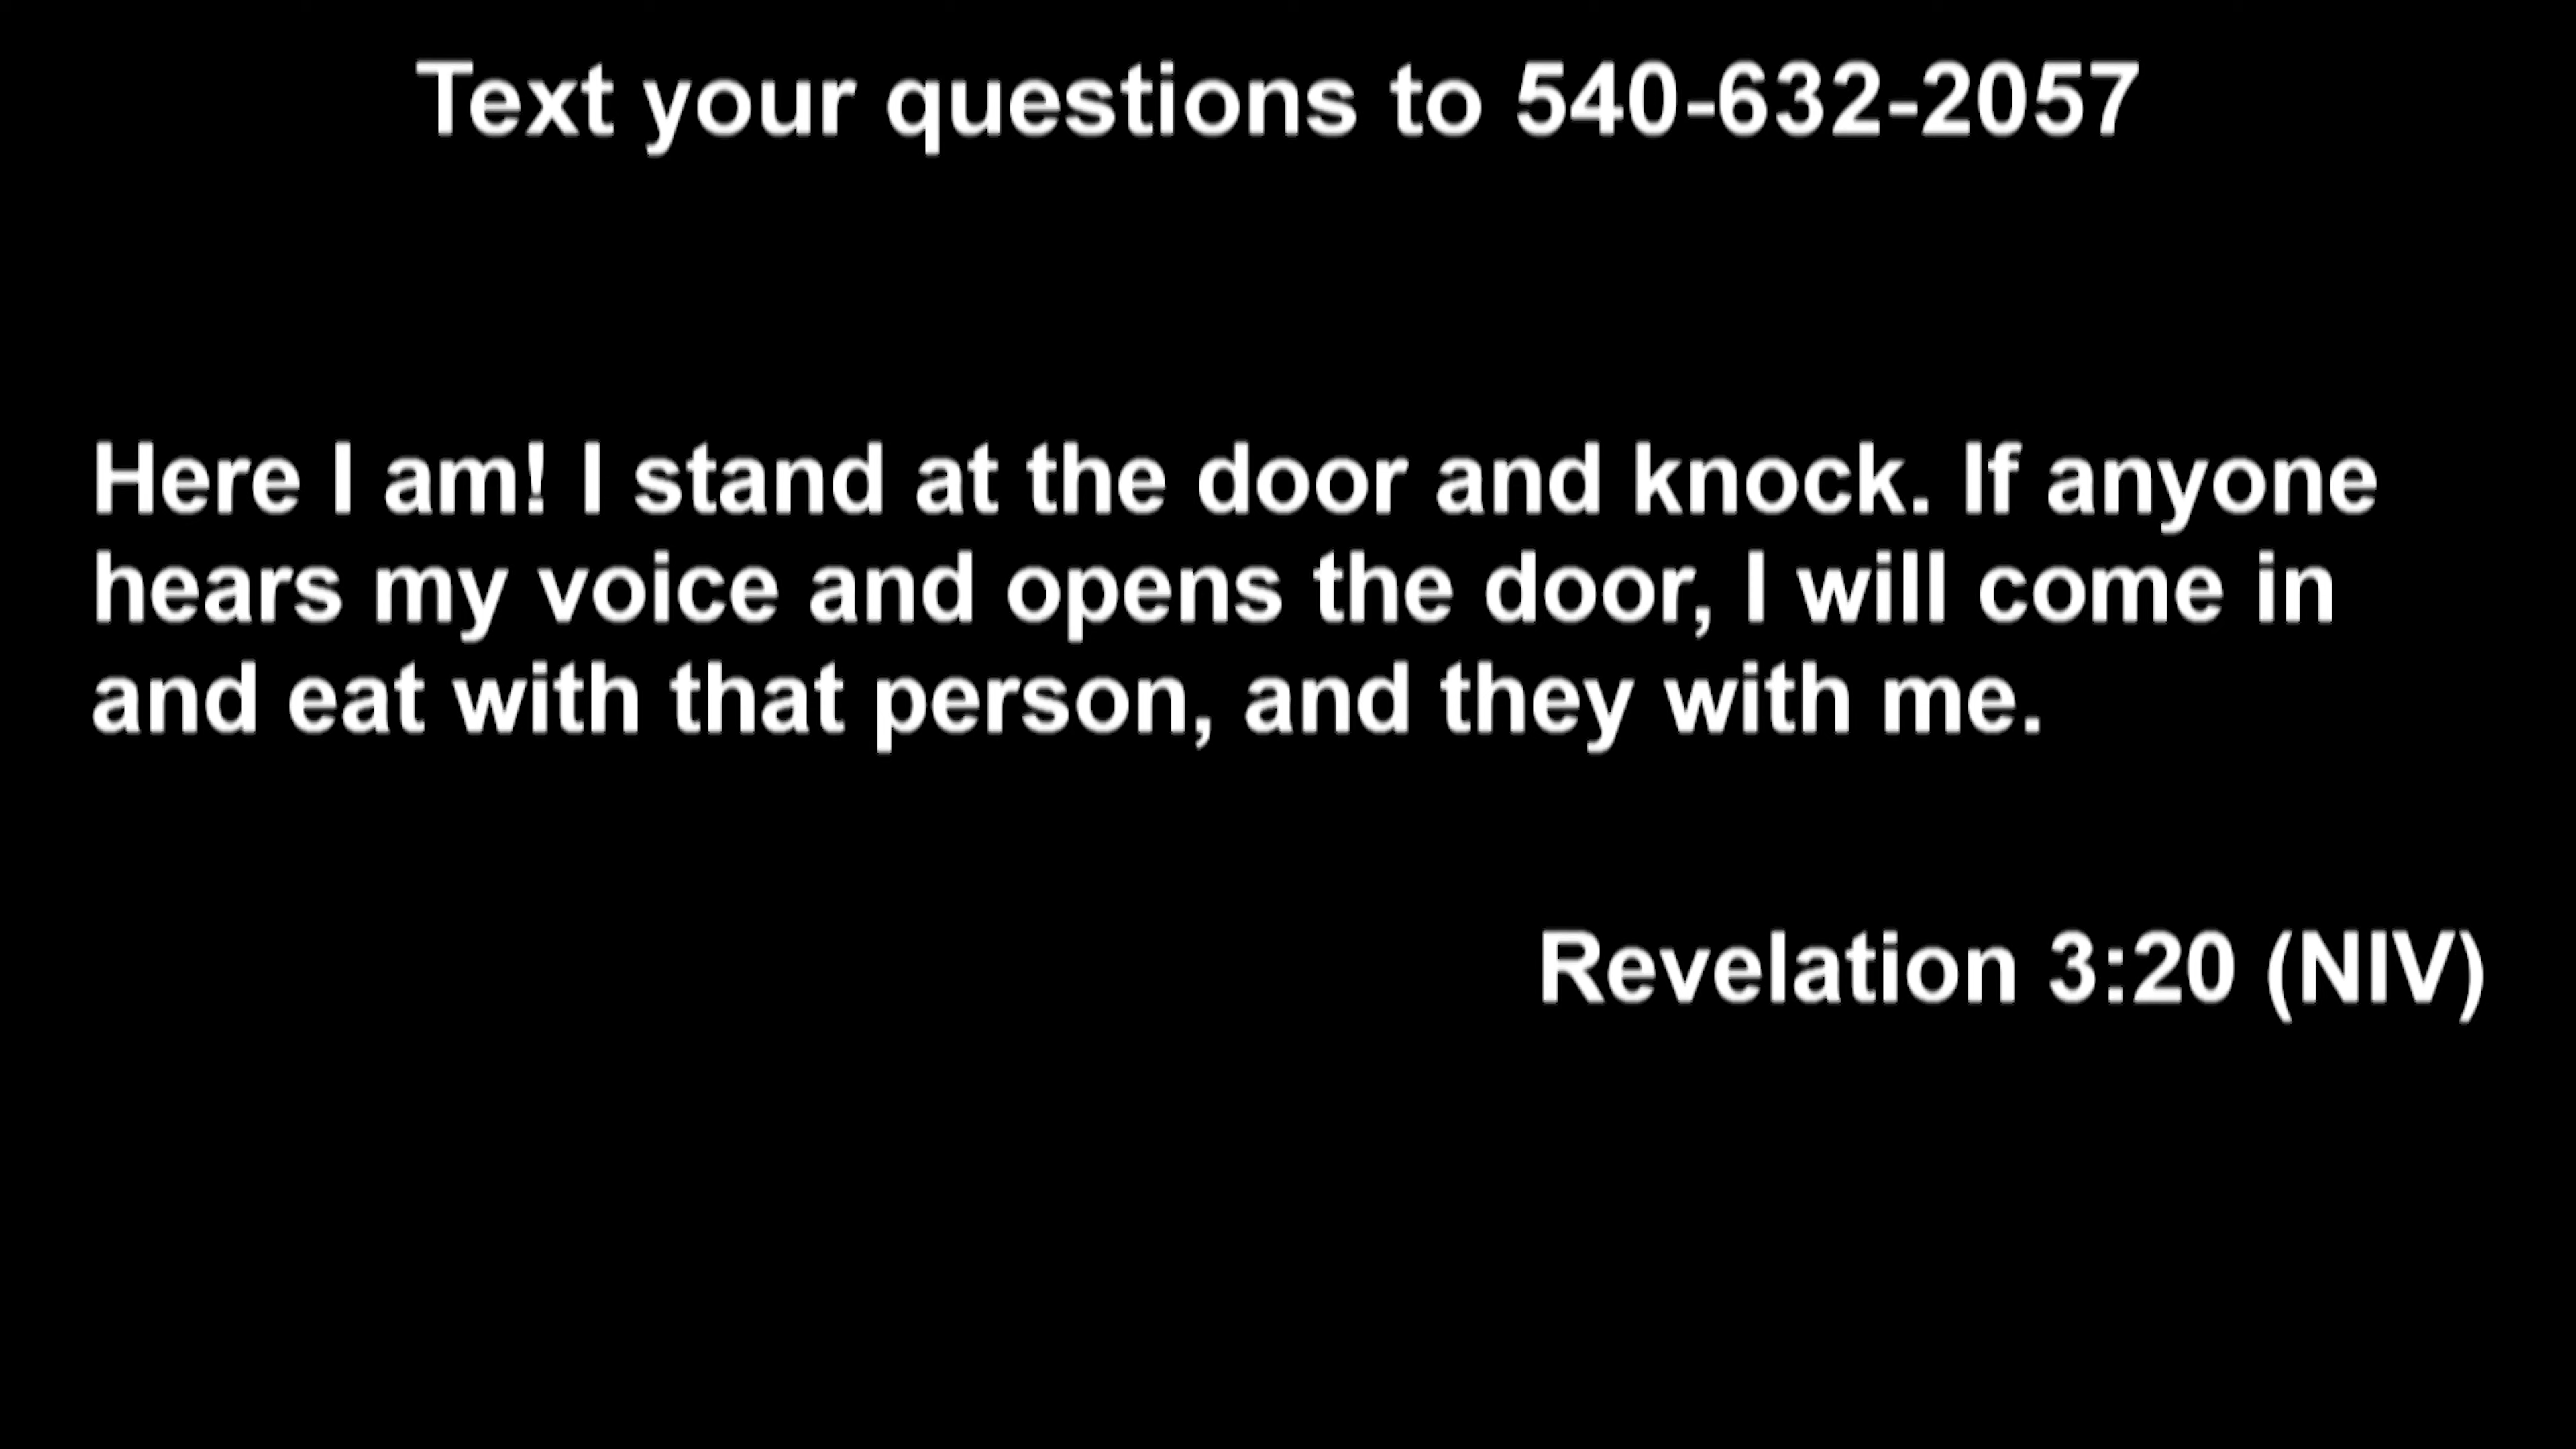 Text your questions to 540-632-2057
Here I am! I stand at the door and knock. If anyone
hears my voice and opens the door, I will come in
and eat with that person, and they with me.
Revelation 3:20 (NIV)